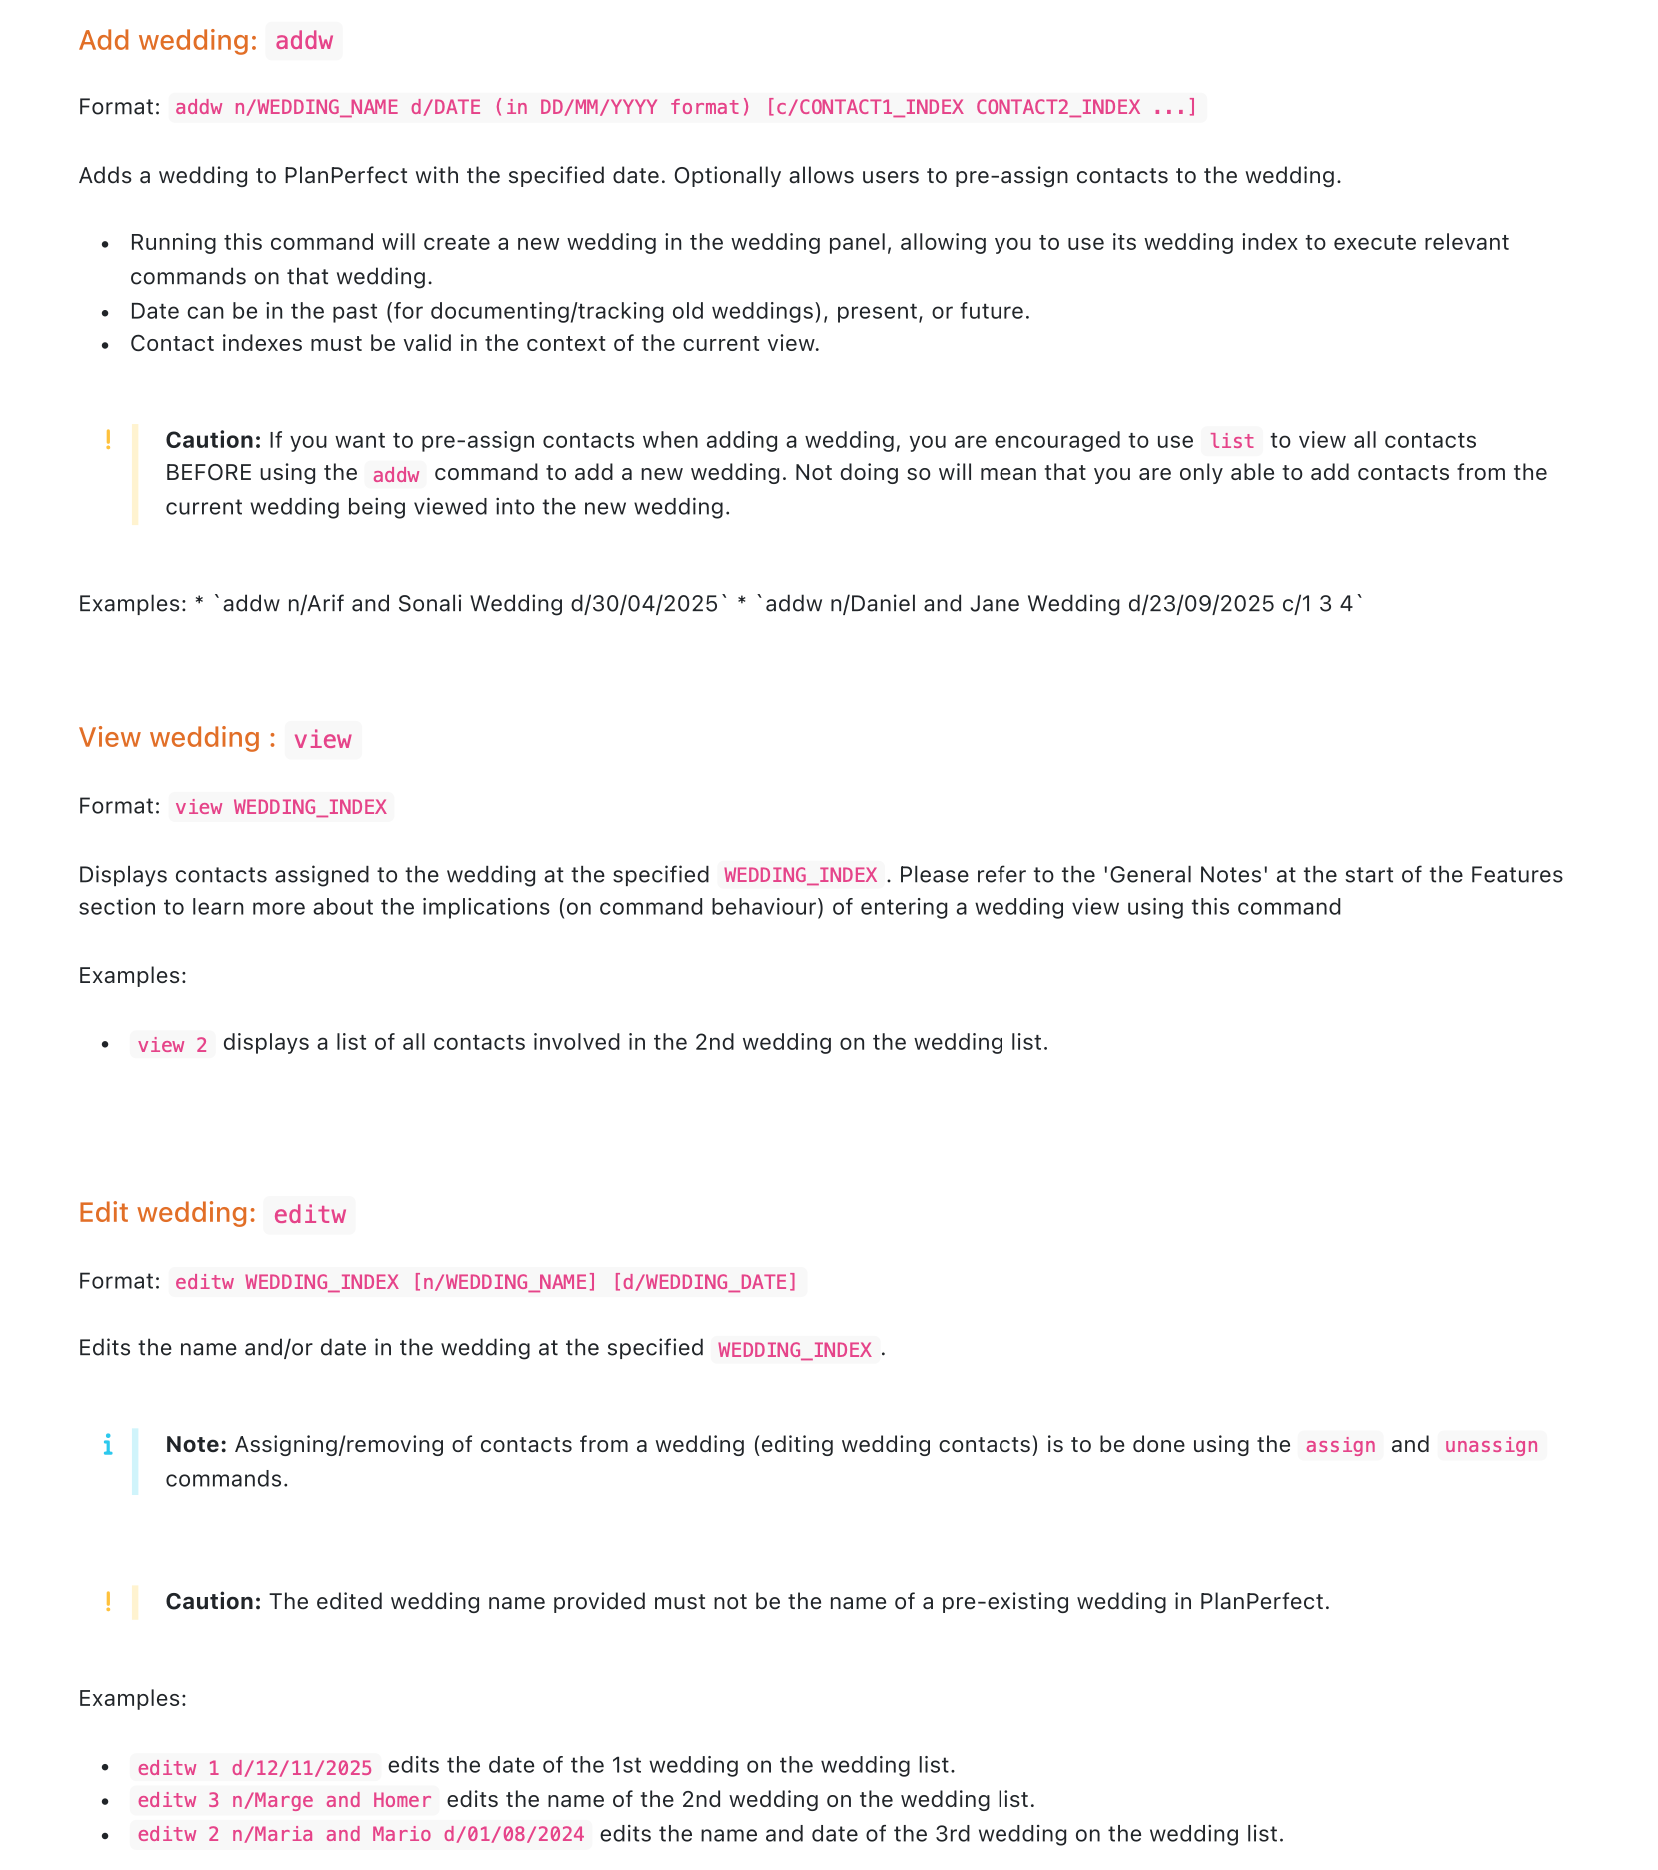 Add wedding: addw
Format: addw n/WEDDING_NAME d/DATE (in DD/MM/YYYY format) [c/CONTACT1_INDEX CONTACT2_INDEX ...]
Adds a wedding to PlanPerfect with the specified date. Optionally allows users to pre-assign contacts to the wedding.
• Running this command will create a new wedding in the wedding panel, allowing you to use its wedding index to execute relevant
commands on that wedding.
• Date can be in the past (for documenting/tracking old weddings), present, or future.
• Contact indexes must be valid in the context of the current view.
! Caution: If you want to pre-assign contacts when adding a wedding, you are encouraged to use list to view all contacts
BEFORE using the addw command to add a new wedding. Not doing so will mean that you are only able to add contacts from the
current wedding being viewed into the new wedding.
Examples: * `addw n/Arif and Sonali Wedding d/30/04/2025` * `addw n/Daniel and Jane Wedding d/23/09/2025 c/1 3 4`
View wedding : view
Format: view WEDDING_INDEX
Displays contacts assigned to the wedding at the specified WEDDING_INDEX. Please refer to the 'General Notes' at the start of the Features
section to learn more about the implications (on command behaviour) of entering a wedding view using this command
Examples:
• view 2 displays a list of all contacts involved in the 2nd wedding on the wedding list.
Edit wedding: editw
Format: editw WEDDING_INDEX [n/WEDDING_NAME] [d/WEDDING_DATE]
Edits the name and/or date in the wedding at the specified WEDDING_INDEX.
i Note: Assigning/removing of contacts from a wedding (editing wedding contacts) is to be done using the assign and unassign
commands.
! Caution: The edited wedding name provided must not be the name of a pre-existing wedding in PlanPerfect.
Examples:
• editw 1 d/12/11/2025 edits the date of the 1st wedding on the wedding list.
• editw 3 n/Marge and Homer edits the name of the 2nd wedding on the wedding list.
• editw 2 n/Maria and Mario d/01/08/2024 edits the name and date of the 3rd wedding on the wedding list.